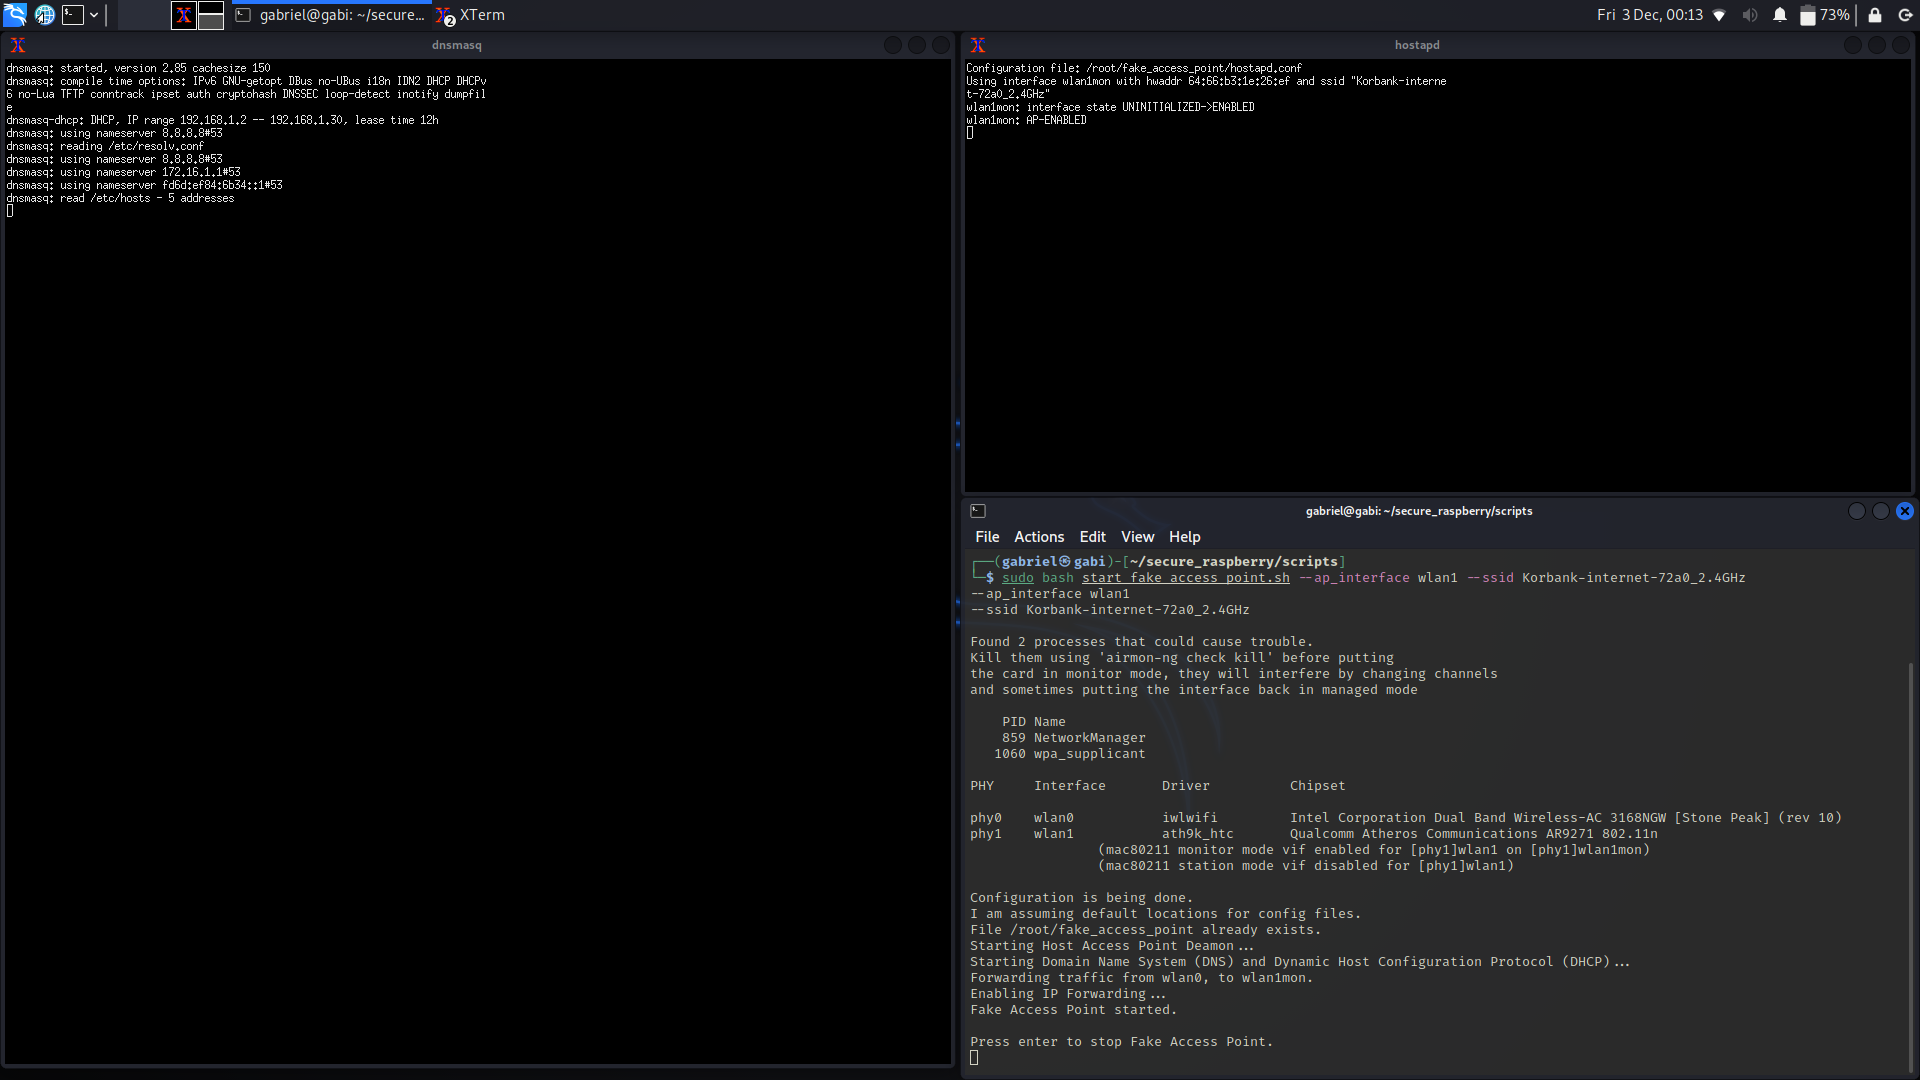 gabriel@gabi: ~/secure...
2 XTerm
Fri 3 Dec, 00:13
73%
dnsmasq
dnsmasq: started, version 2.85 cachesize 150
dnsmasq: compile time options: IPv6 GNU-getopt DBus no-UBus i18n IDN2 DHCP DHCPv
6 no-Lua TFTP conntrack ipset auth cryptohash DNSSEC loop-detect inotify dumpfil
e
dnsmasq-dhcp: DHCP, IP range 192.168.1.2 -- 192.168.1.30, lease time 12h
dnsmasq: using nameserver 8.8.8.8#53
dnsmasq: reading /etc/resolv.conf
dnsmasq: using nameserver 8.8.8.8#53
dnsmasq: using nameserver 172.16.1.1#53
dnsmasq: using nameserver fd6d:ef84:6b34::1#53
dnsmasq: read /etc/hosts - 5 addresses
hostapd
Configuration file: /root/fake_access_point/hostapd.conf
Using interface wlan1mon with hwaddr 64:66:b3:1e:26:ef and ssid "Korbank-interne
t-72a0_2.4GHz"
wlan1mon: interface state UNINITIALIZED->ENABLED
wlan1mon: AP-ENABLED
gabriel@gabi: ~/secure_raspberry/scripts
File Actions Edit View Help
┌──(gabriel㉿gabi)-[~/secure_raspberry/scripts]
└─$ sudo bash start_fake_access_point.sh --ap_interface wlan1 --ssid Korbank-internet-72a0_2.4GHz
--ap_interface wlan1
--ssid Korbank-internet-72a0_2.4GHz
Found 2 processes that could cause trouble.
Kill them using 'airmon-ng check kill' before putting
the card in monitor mode, they will interfere by changing channels
and sometimes putting the interface back in managed mode
PID Name
859 NetworkManager
1060 wpa_supplicant
PHY Interface Driver Chipset
phy0 wlan0 iwlwifi Intel Corporation Dual Band Wireless-AC 3168NGW [Stone Peak] (rev 10)
phy1 wlan1 ath9k_htc Qualcomm Atheros Communications AR9271 802.11n
(mac80211 monitor mode vif enabled for [phy1]wlan1 on [phy1]wlan1mon)
(mac80211 station mode vif disabled for [phy1]wlan1)
Configuration is being done.
I am assuming default locations for config files.
File /root/fake_access_point already exists.
Starting Host Access Point Deamon...
Starting Domain Name System (DNS) and Dynamic Host Configuration Protocol (DHCP)...
Forwarding traffic from wlan0, to wlan1mon.
Enabling IP Forwarding...
Fake Access Point started.
Press enter to stop Fake Access Point.